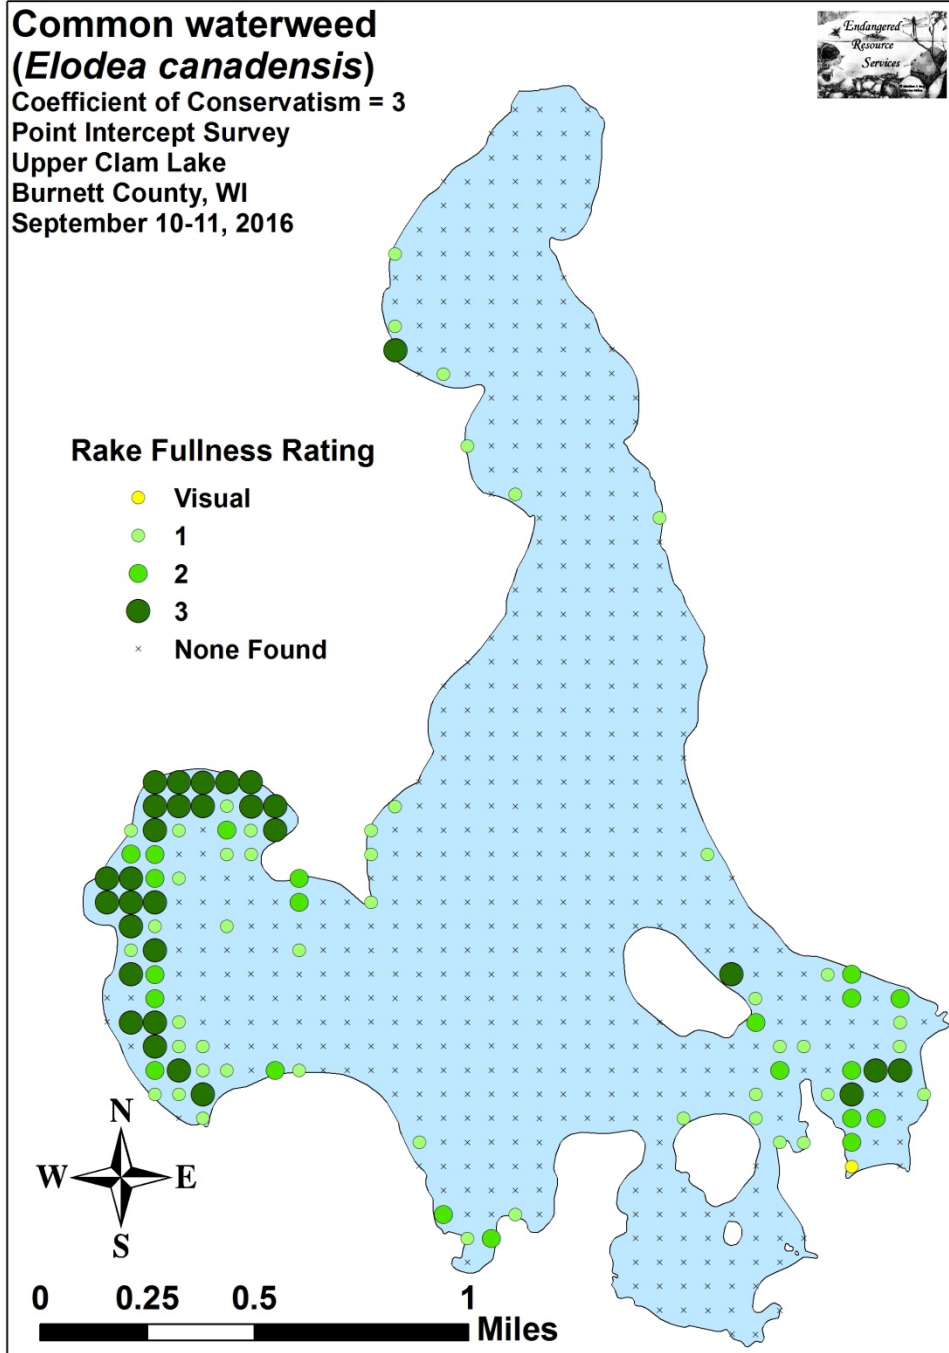 Common waterweed
(Elodea canadensis)
Coefficient of Conservatism = 3
Point Intercept Survey
Upper Clam Lake
Burnett County, WI
September 10-11, 2016
Endangered
Resource
Services
Rake Fullness Rating
Visual
1
2
3
None Found
N
W E
S
0 0.25 0.5 1
Miles